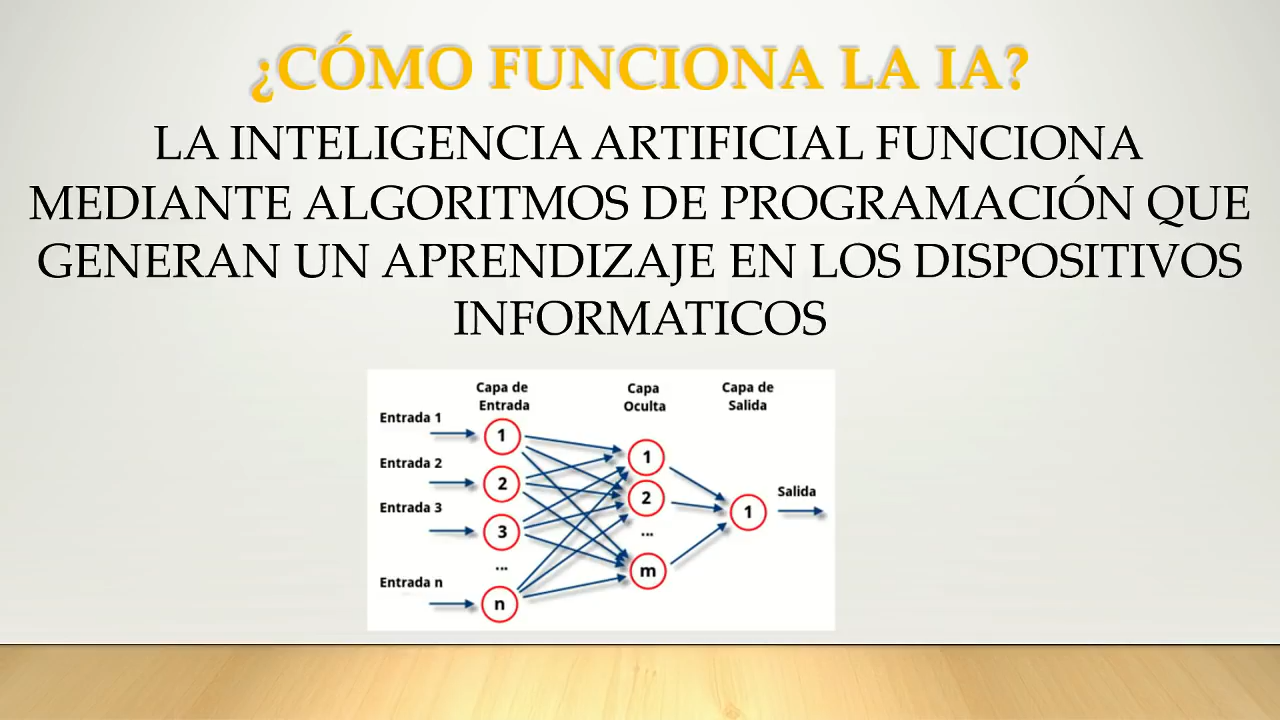 ¿CÓMO FUNCIONA LA IA?
LA INTELIGENCIA ARTIFICIAL FUNCIONA
MEDIANTE ALGORITMOS DE PROGRAMACIÓN QUE
GENERAN UN APRENDIZAJE EN LOS DISPOSITIVOS
INFORMATICOS
Capa de
Entrada
Capa
Oculta
Capa de
Salida
Entrada 1
Entrada 2
Entrada 3
Entrada n
1
2
3
...
n
1
2
...
m
1
Salida